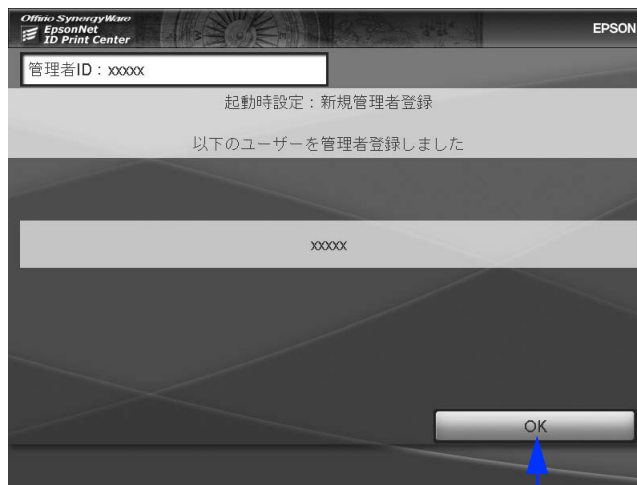 Offirio SynergyWare
EpsonNet
ID Print Center
EPSON
管理者ID：xxxxx
起動時設定：新規管理者登録
以下のユーザーを管理者登録しました
xxxxx
OK